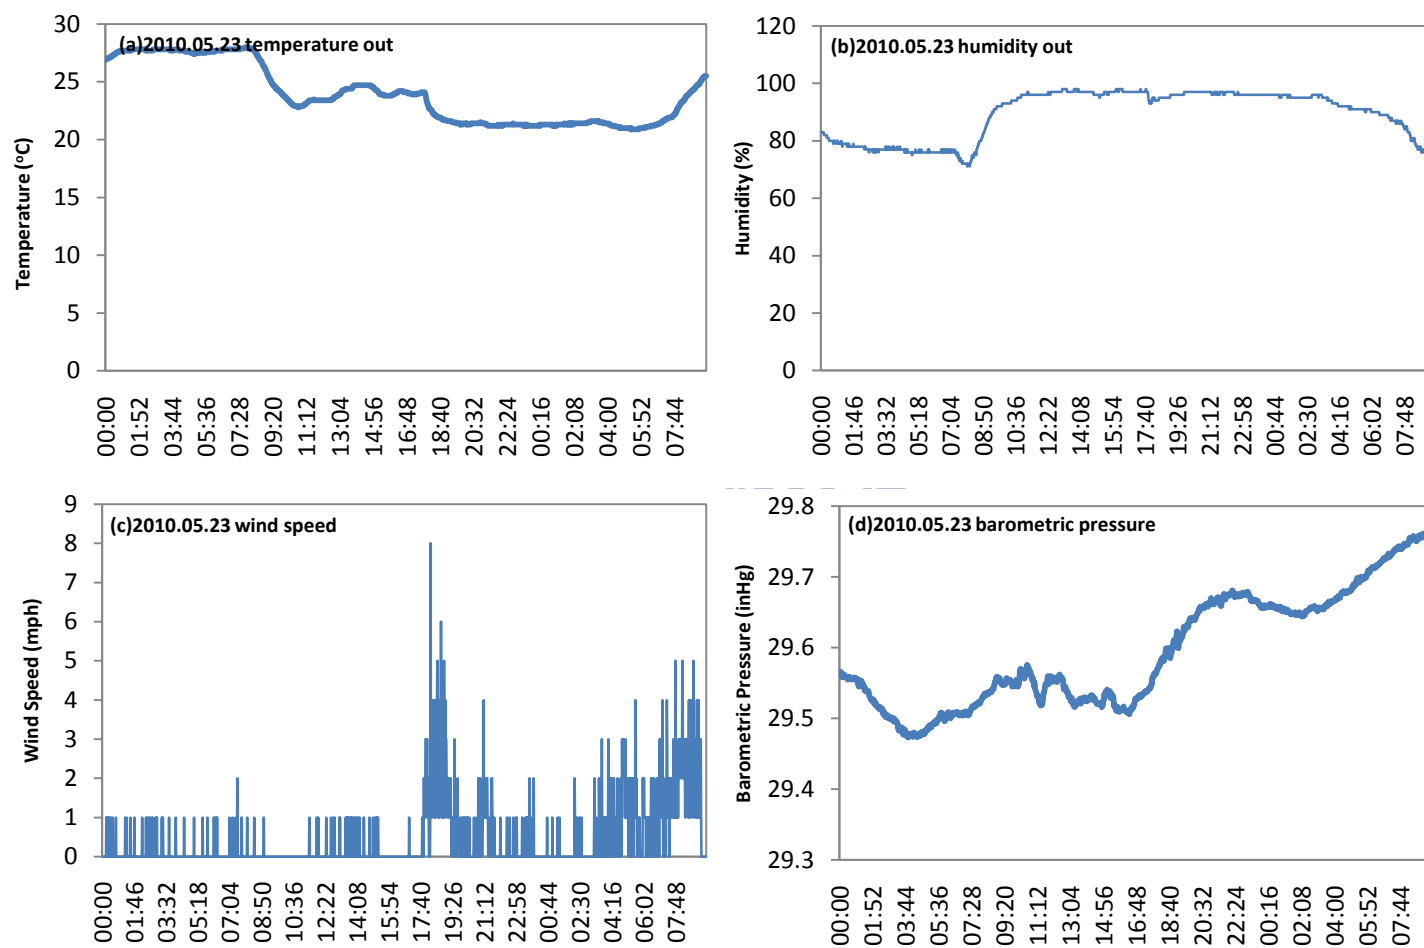 (a)2010.05.23 temperature out
Temperature (°C)
30
25
20
15
10
5
0
00:00 01:52 03:44 05:36 07:28 09:20 11:12 13:04 14:56 16:48 18:40 20:32 22:24 00:16 02:08 04:00 05:52 07:44
(b)2010.05.23 humidity out
Humidity (%)
120
100
80
60
40
20
0
00:00 01:46 03:32 05:18 07:04 08:50 10:36 12:22 14:08 15:54 17:40 19:26 21:12 22:58 00:44 02:30 04:16 06:02 07:48
(c)2010.05.23 wind speed
Wind Speed (mph)
9
8
7
6
5
4
3
2
1
0
00:00 01:46 03:32 05:18 07:04 08:50 10:36 12:22 14:08 15:54 17:40 19:26 21:12 22:58 00:44 02:30 04:16 06:02 07:48
(d)2010.05.23 barometric pressure
Barometric Pressure (inHg)
29.8
29.7
29.6
29.5
29.4
29.3
00:00 01:52 03:44 05:36 07:28 09:20 11:12 13:04 14:56 16:48 18:40 20:32 22:24 00:16 02:08 04:00 05:52 07:44